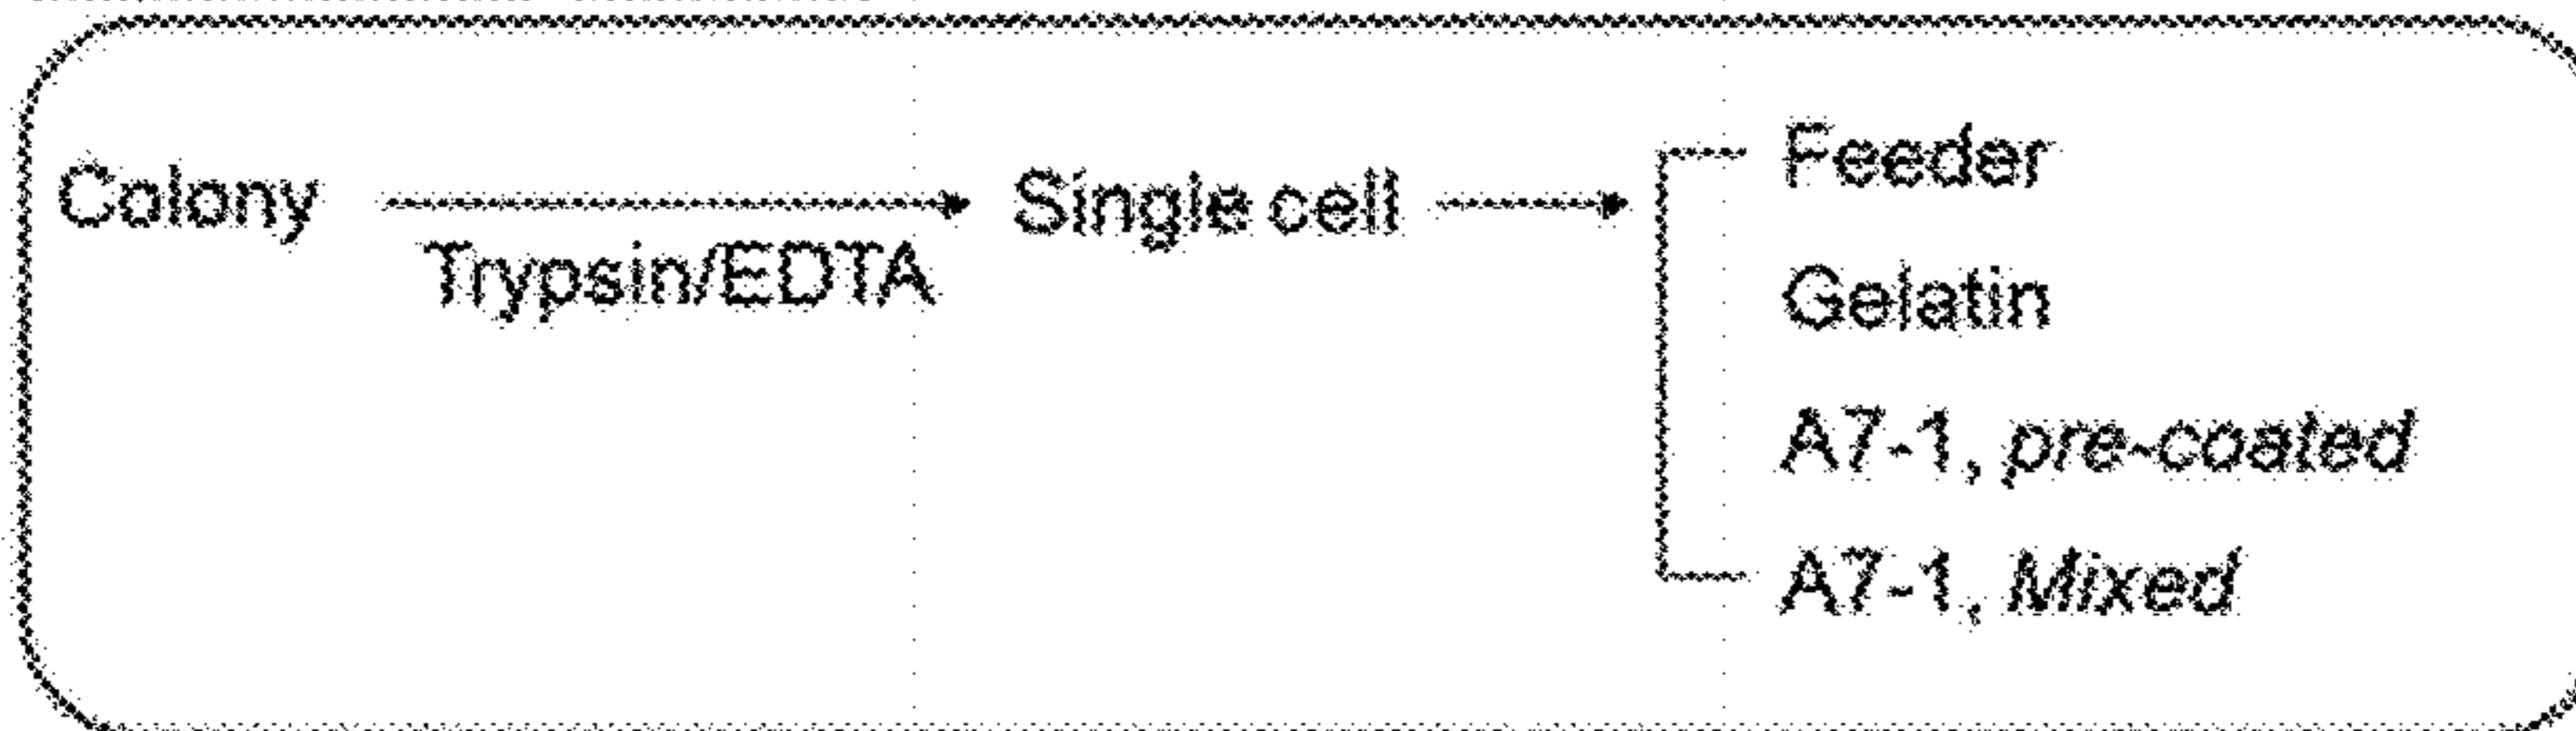 Colony
Trypsin/EDTA
Single cell
Feeder
Gelatin
A7-1, pre-coated
A7-1, Mixed